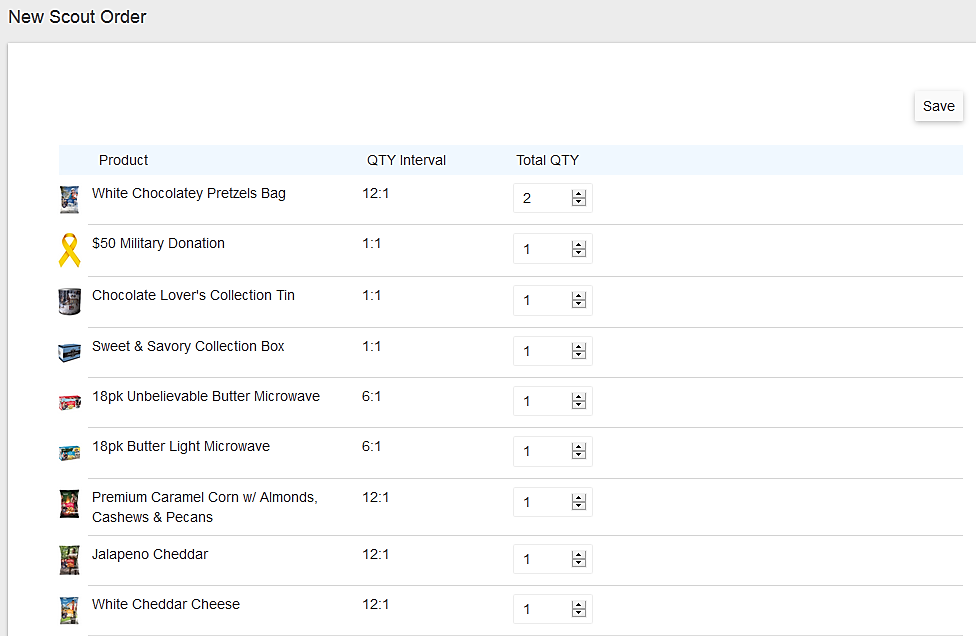 New Scout Order
Save
Product QTY Interval Total QTY
White Chocolatey Pretzels Bag 12:1 2
$50 Military Donation 1:1 1
Chocolate Lover's Collection Tin 1:1 1
Sweet & Savory Collection Box 1:1 1
18pk Unbelievable Butter Microwave 6:1 1
18pk Butter Light Microwave 6:1 1
Premium Caramel Corn w/ Almonds, 12:1 1
Cashews & Pecans
Jalapeno Cheddar 12:1 1
White Cheddar Cheese 12:1 1